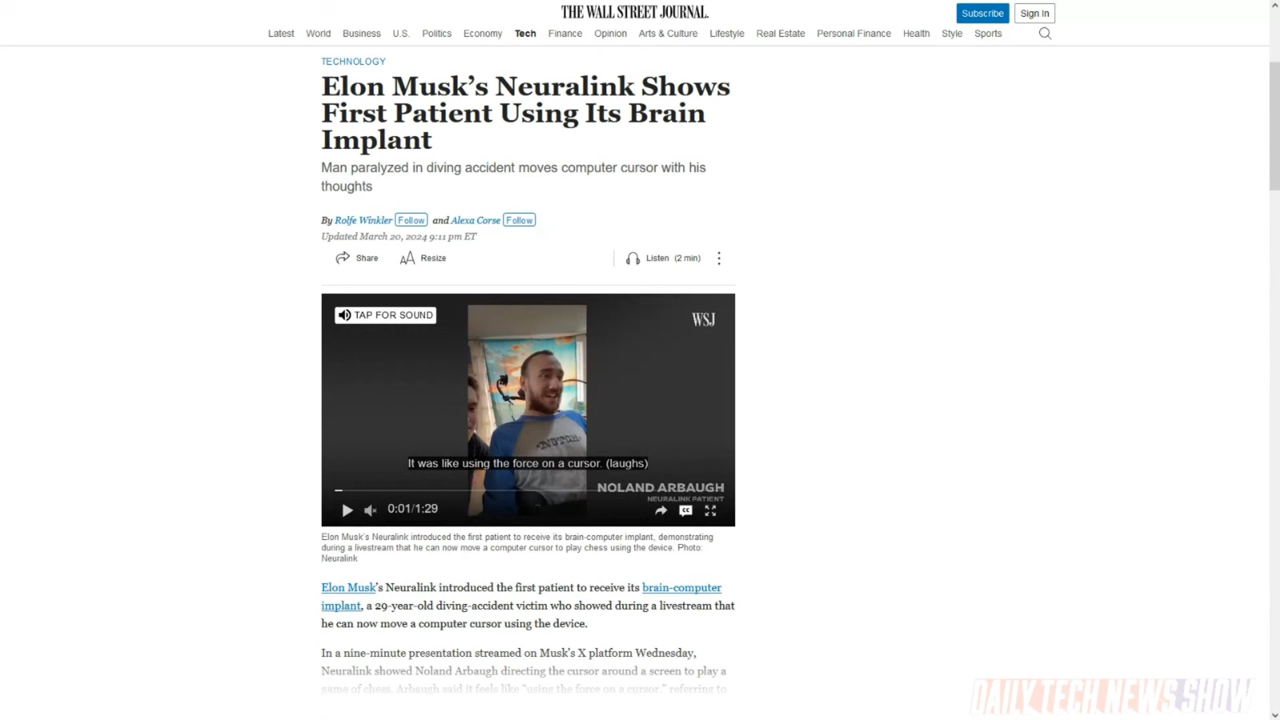 THE WALL STREET JOURNAL.
Subscribe
Sign In
Latest World Business U.S. Politics Economy Tech Finance Opinion Arts & Culture Lifestyle Real Estate Personal Finance Health Style Sports
TECHNOLOGY
Elon Musk's Neuralink Shows
First Patient Using Its Brain
Implant
Man paralyzed in diving accident moves computer cursor with his
thoughts
By Rolfe Winkler Follow and Alexa Corse Follow
Updated March 20, 2024 9:11 pm ET
Share AA Resize Listen (2 min)
TAP FOR SOUND
WSJ
It was like using the force on a cursor. (laughs)
NOLAND ARBAUGH
NEURALINK PATIENT
0:01/1:29
CC
Elon Musk's Neuralink introduced the first patient to receive its brain-computer implant, demonstrating
during a livestream that he can now move a computer cursor to play chess using the device. Photo:
Neuralink
Elon Musk's Neuralink introduced the first patient to receive its brain-computer
implant, a 29-year-old diving-accident victim who showed during a livestream that
he can now move a computer cursor using the device.
In a nine-minute presentation streamed on Musk's X platform Wednesday,
Neuralink showed Noland Arbaugh directing the cursor around a screen to play a
game of chess. Arbaugh said it feels like "using the force on a cursor," referring to
DAILY TECH NEWS SHOW